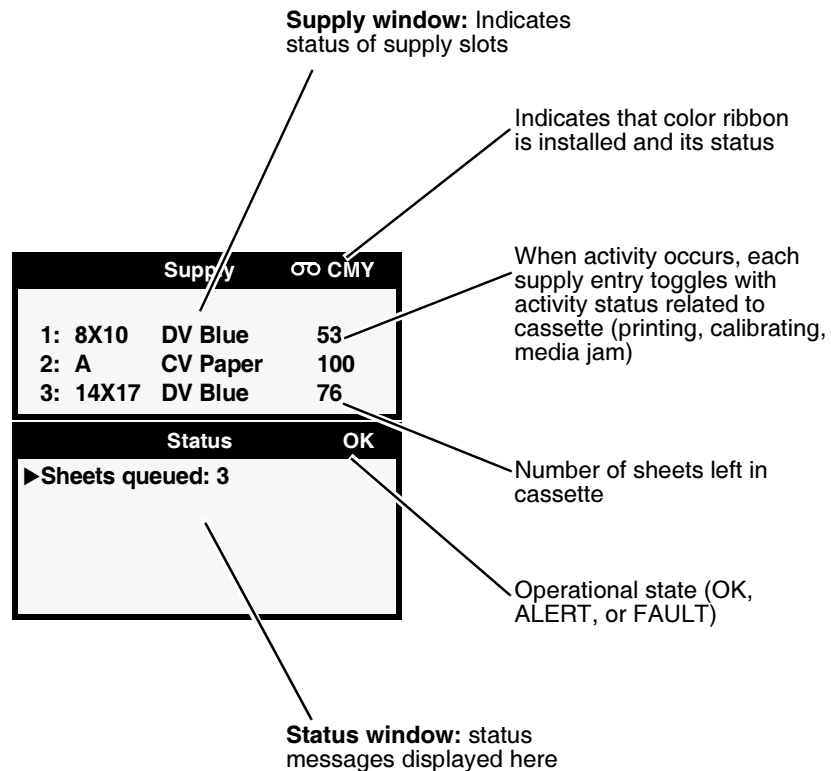 Supply window: Indicates
status of supply slots
Indicates that color ribbon
is installed and its status
Supply CMY
1: 8X10 DV Blue 53
2: A CV Paper 100
3: 14X17 DV Blue 76
When activity occurs, each
supply entry toggles with
activity status related to
cassette (printing, calibrating,
media jam)
Status OK
▶Sheets queued: 3
Number of sheets left in
cassette
Operational state (OK,
ALERT, or FAULT)
Status window: status
messages displayed here